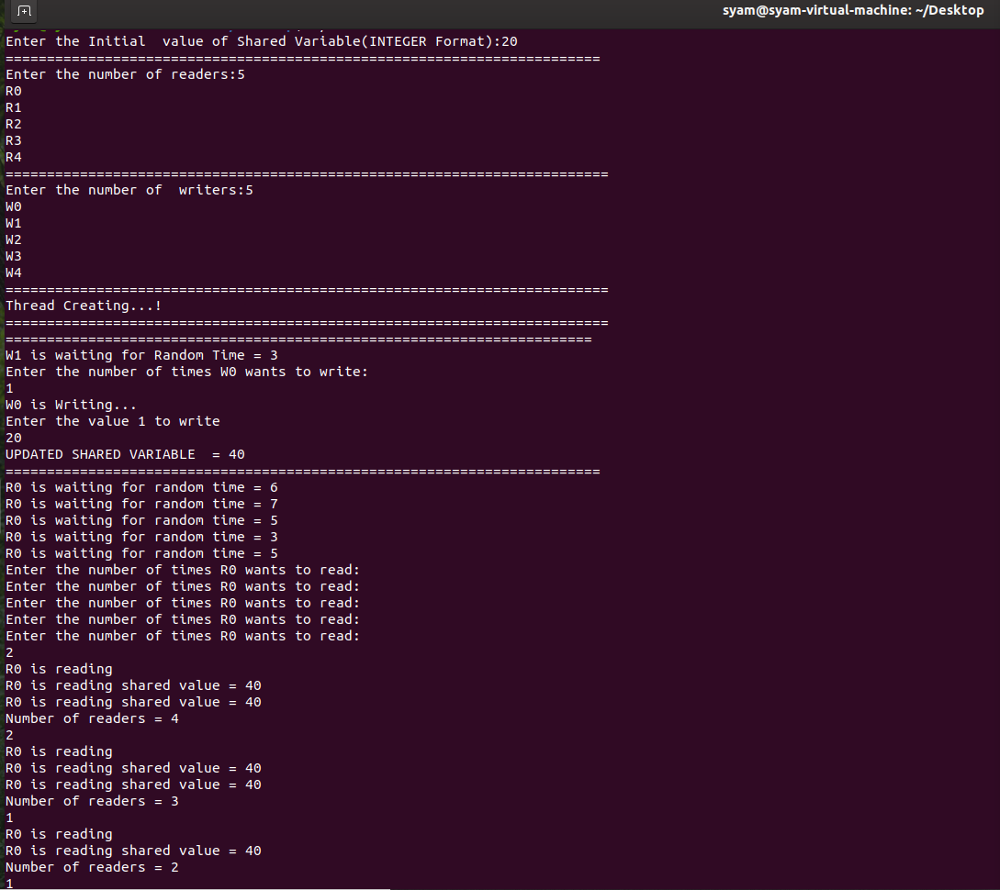 syam@syam-virtual-machine: ~/Desktop
Enter the Initial  value of Shared Variable(INTEGER Format):20
========================================================================
Enter the number of readers:5
R0
R1
R2
R3
R4
=========================================================================
Enter the number of  writers:5
W0
W1
W2
W3
W4
=========================================================================
Thread Creating...!
=========================================================================
=======================================================================
W1 is waiting for Random Time = 3
Enter the number of times W0 wants to write:
1
W0 is Writing...
Enter the value 1 to write
20
UPDATED SHARED VARIABLE  = 40
========================================================================
R0 is waiting for random time = 6
R0 is waiting for random time = 7
R0 is waiting for random time = 5
R0 is waiting for random time = 3
R0 is waiting for random time = 5
Enter the number of times R0 wants to read:
Enter the number of times R0 wants to read:
Enter the number of times R0 wants to read:
Enter the number of times R0 wants to read:
Enter the number of times R0 wants to read:
2
R0 is reading
R0 is reading shared value = 40
R0 is reading shared value = 40
Number of readers = 4
2
R0 is reading
R0 is reading shared value = 40
R0 is reading shared value = 40
Number of readers = 3
1
R0 is reading
R0 is reading shared value = 40
Number of readers = 2
1